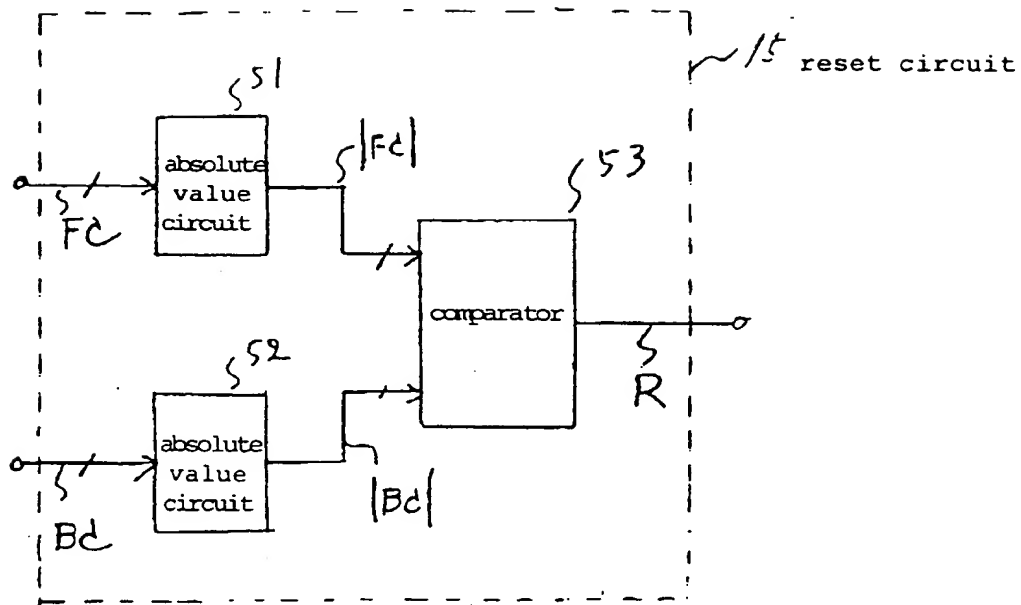 15 reset circuit
51
absolute
value
circuit
|Fd|
Fd
53
comparator
52
absolute
value
circuit
R
|Bd|
Bd